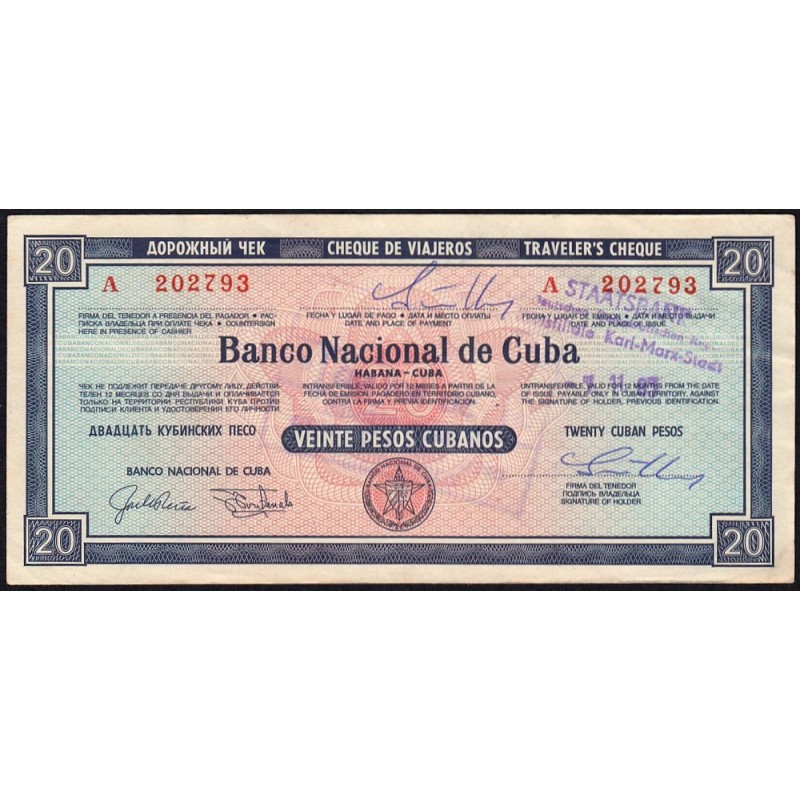 20 ДОРОЖНЫЙ ЧЕК CHEQUE DE VIAJEROS TRAVELER'S CHEQUE 20
A 202793 A 202793
STAATSBANK
FIRMA DEL TENEDOR A PRESENCIA DEL PAGADOR • РАС-
ПИСКА ВЛАДЕЛЬЦА ПРИ ОПЛАТЕ ЧЕКА • COUNTERSIGN
HERE IN PRESENCE OF CASHIER
FECHA Y LUGAR DE PAGO • ДАТА И МЕСТО ОПЛАТЫ
DATE AND PLACE OF PAYMENT
FECHA Y LUGAR DE EMISION • ДАТА И МЕСТО ВЫДАЧИ
DATE AND PLACE OF ISSUE
Karl-Marx-Stadt
Banco Nacional de Cuba
HABANA - CUBA
ЧЕК НЕ ПОДЛЕЖИТ ПЕРЕДАЧЕ ДРУГОМУ ЛИЦУ, ДЕЙСТВИ-
ТЕЛЕН 12 МЕСЯЦЕВ СО ДНЯ ВЫДАЧИ И ОПЛАЧИВАЕТСЯ
ТОЛЬКО НА ТЕРРИТОРИИ РЕСПУБЛИКИ КУБА ПРОТИВ
ПОДПИСИ КЛИЕНТА И УДОСТОВЕРЕНИЯ ЕГО ЛИЧНОСТИ
INTRANSFERIBLE, VALIDO POR 12 MESES A PARTIR DE LA
FECHA DE EMISION, PAGADERO EN TERRITORIO CUBANO,
CONTRA LA FIRMA Y PREVIA IDENTIFICACION.
UNTRANSFERABLE, VALID FOR 12 MONTHS FROM THE DATE
OF ISSUE, PAYABLE ONLY IN CUBAN TERRITORY, AGAINST
THE SIGNATURE OF HOLDER, PREVIOUS IDENTIFICATION.
ДВАДЦАТЬ КУБИНСКИХ ПЕСО VEINTE PESOS CUBANOS TWENTY CUBAN PESOS
BANCO NACIONAL DE CUBA
FIRMA DEL TENEDOR
ПОДПИСЬ ВЛАДЕЛЬЦА
SIGNATURE OF HOLDER
20 20